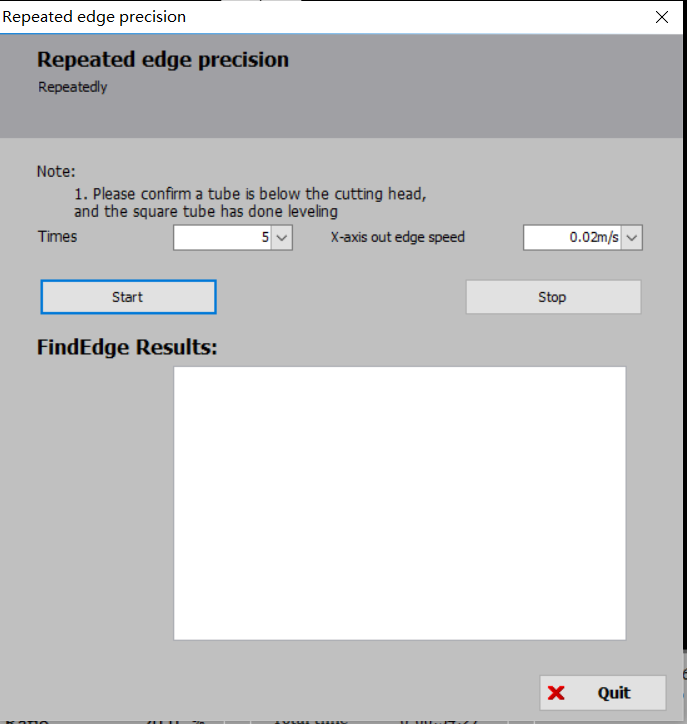 Repeated edge precision
Repeated edge precision
Repeatedly
Note:
1. Please confirm a tube is below the cutting head,
and the square tube has done leveling
Times 5 X-axis out edge speed 0.02m/s
Start Stop
FindEdge Results:
Quit